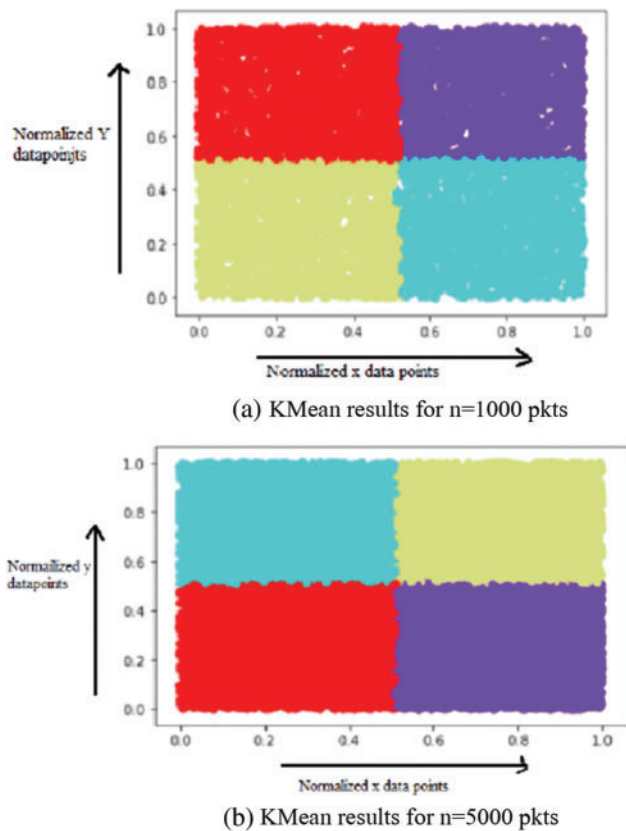 1.0
0.8
Normalized Y
datapoints
0.6
0.4
0.2
0.0
0.0 0.2 0.4 0.6 0.8 1.0
Normalized x data points
(a) KMean results for n=1000 pkts
1.0
0.8
Normailized y
datapoints
0.6
0.4
0.2
0.0
0.0 0.2 0.4 0.6 0.8 1.0
Normalized x data points
(b) KMean results for n=5000 pkts